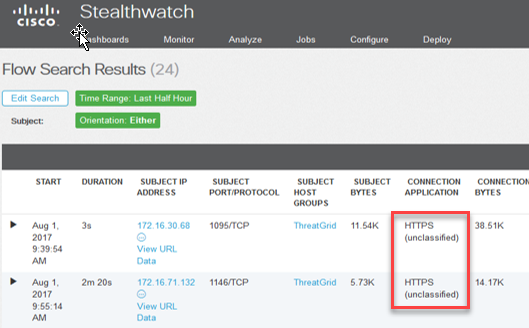 CISCO
Stealthwatch
shboards Monitor Analyze Jobs Configure Deploy
Flow Search Results (24)
Edit Search Time Range: Last Half Hour
Subject: Orientation: Either
START DURATION SUBJECT IP ADDRESS SUBJECT PORT/PROTOCOL SUBJECT HOST GROUPS SUBJECT BYTES CONNECTION APPLICATION CONNECTION BYTES
Aug 1, 2017 9:39:54 AM 3s 172.16.30.68 View URL Data 1095/TCP ThreatGrid 11.54K HTTPS (unclassified) 38.51K
Aug 1, 2017 9:55:14 AM 2m 20s 172.16.71.132 View URL Data 1146/TCP ThreatGrid 5.73K HTTPS (unclassified) 14.17K